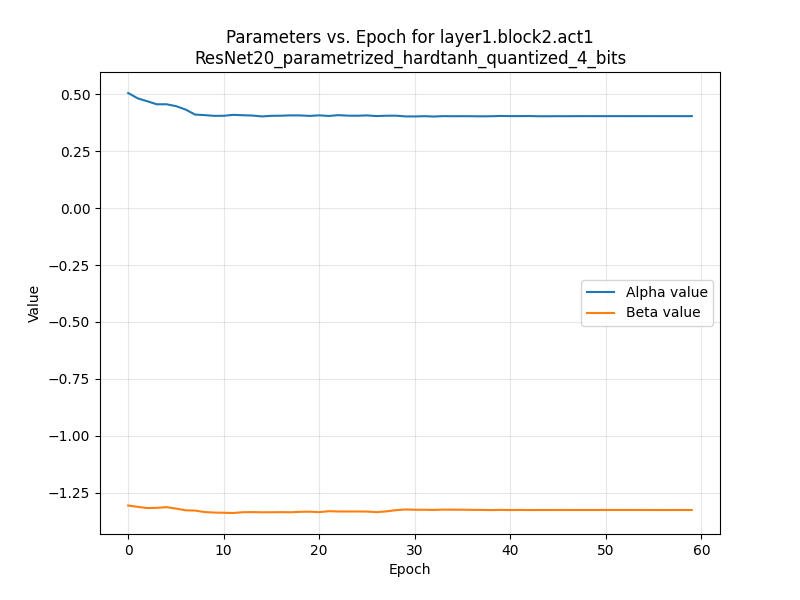 Parameters vs. Epoch for layer1.block2.act1
ResNet20_parametrized_hardtanh_quantized_4_bits
0.50
0.25
0.00
−0.25
−0.50
−0.75
−1.00
−1.25
Value
Alpha value
Beta value
0 10 20 30 40 50 60
Epoch